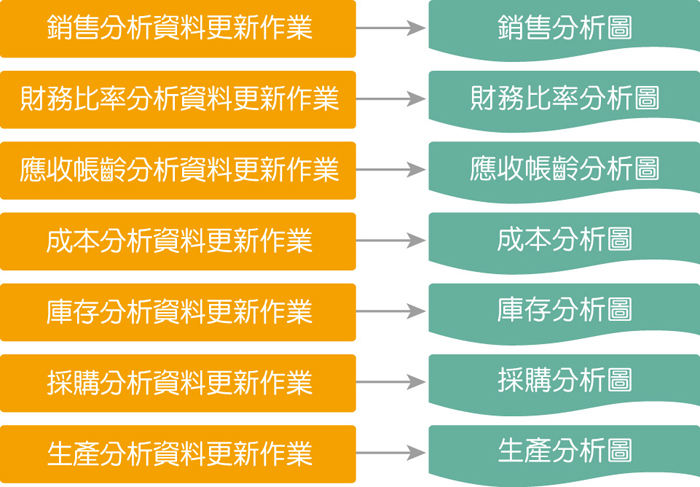 銷售分析資料更新作業
銷售分析圖
財務比率分析資料更新作業
財務比率分析圖
應收帳齡分析資料更新作業
應收帳齡分析圖
成本分析資料更新作業
成本分析圖
庫存分析資料更新作業
庫存分析圖
採購分析資料更新作業
採購分析圖
生產分析資料更新作業
生產分析圖